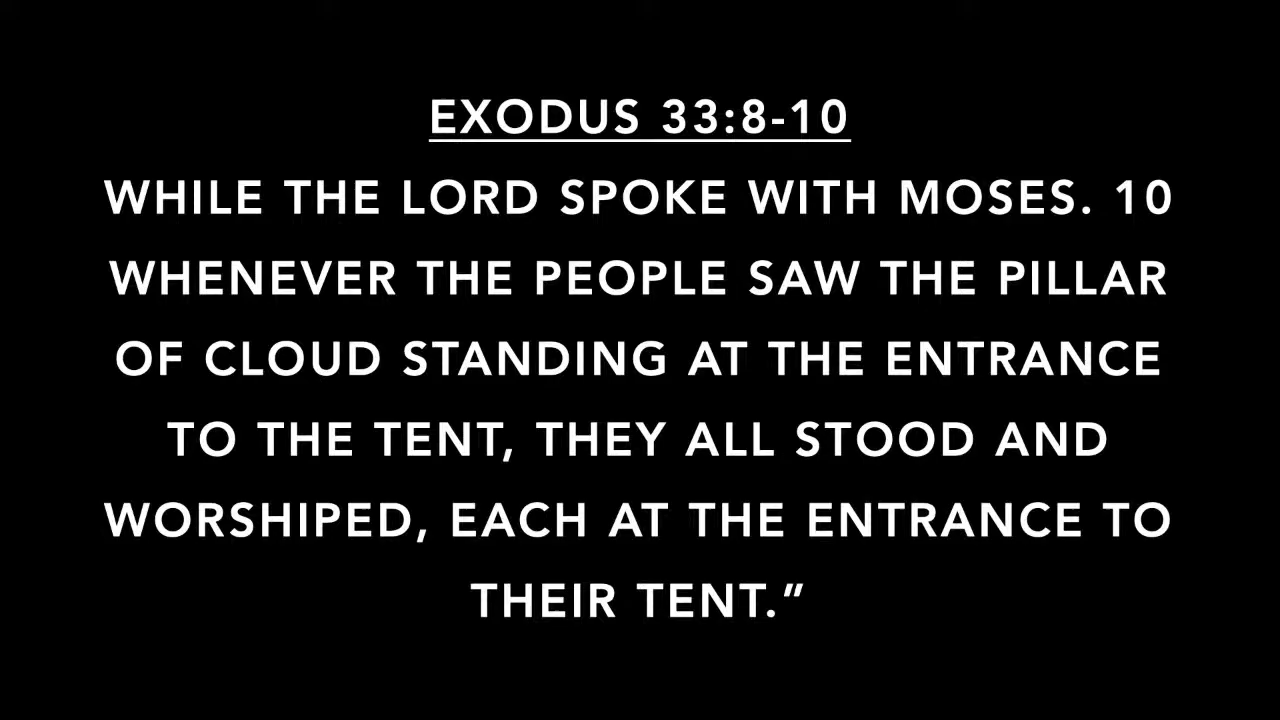 EXODUS 33:8-10
WHILE THE LORD SPOKE WITH MOSES. 10
WHENEVER THE PEOPLE SAW THE PILLAR
OF CLOUD STANDING AT THE ENTRANCE
TO THE TENT, THEY ALL STOOD AND
WORSHIPED, EACH AT THE ENTRANCE TO
THEIR TENT.”